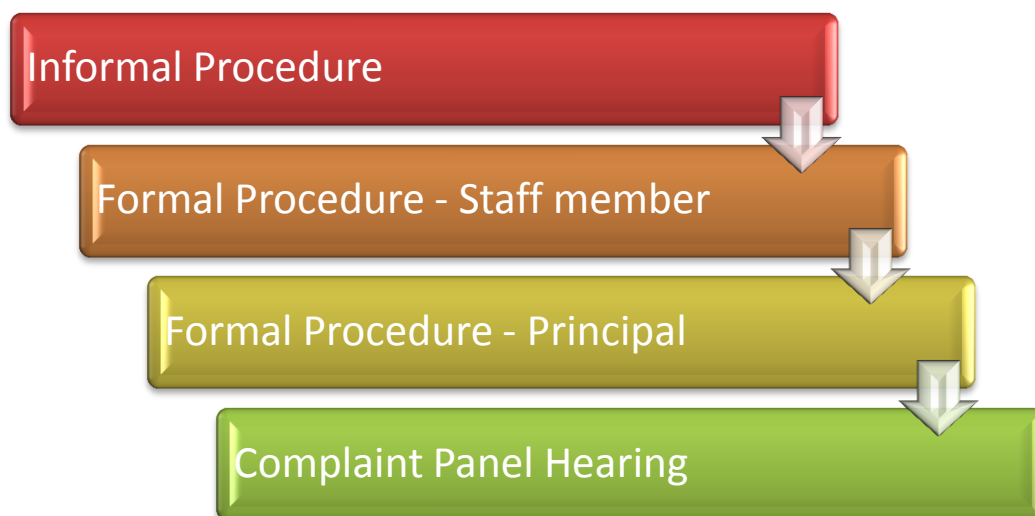 Informal Procedure
Formal Procedure - Staff member
Formal Procedure - Principal
Complaint Panel Hearing